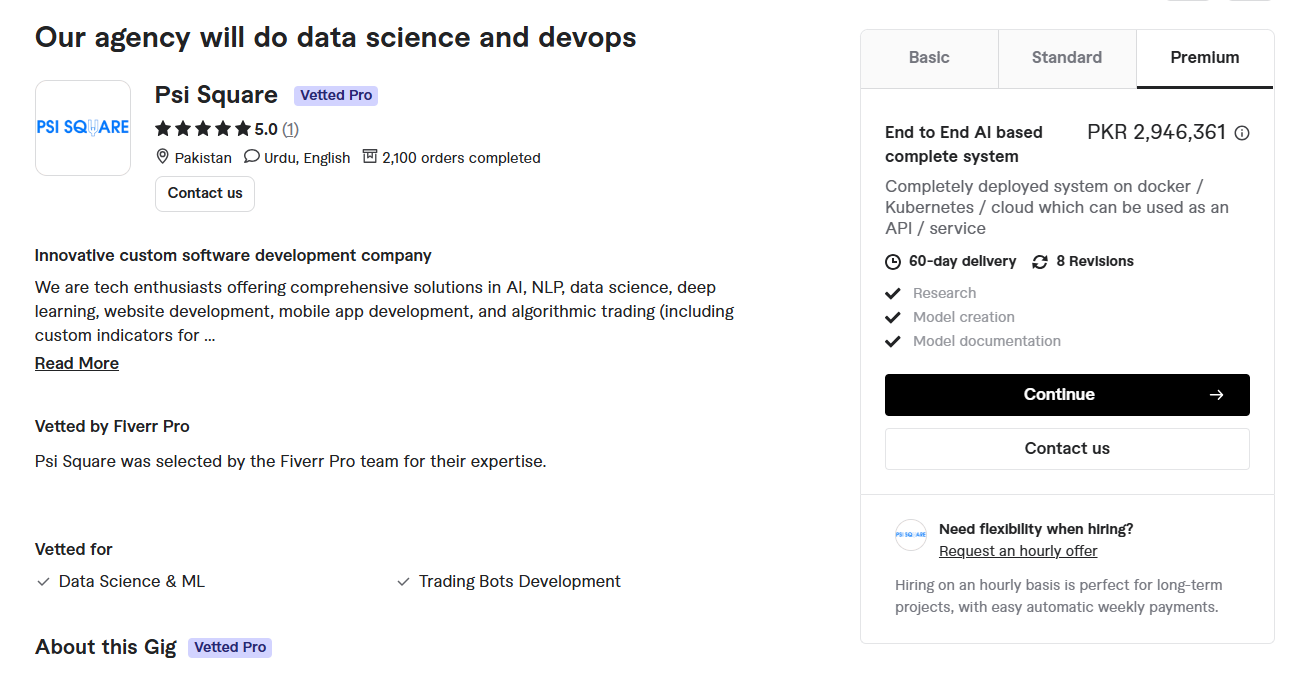 Our agency will do data science and devops
PSI SQUARE
Psi Square Vetted Pro
5.0 (1)
Pakistan Urdu, English 2,100 orders completed
Contact us
Innovative custom software development company
We are tech enthusiasts offering comprehensive solutions in AI, NLP, data science, deep
learning, website development, mobile app development, and algorithmic trading (including
custom indicators for ...
Read More
Vetted by Fiverr Pro
Psi Square was selected by the Fiverr Pro team for their expertise.
Vetted for
Data Science & ML
Trading Bots Development
About this Gig Vetted Pro
Basic Standard Premium
End to End AI based
complete system
PKR 2,946,361
Completely deployed system on docker /
Kubernetes / cloud which can be used as an
API / service
60-day delivery 8 Revisions
Research
Model creation
Model documentation
Continue
Contact us
PSI SQUARE
Need flexibility when hiring?
Request an hourly offer
Hiring on an hourly basis is perfect for long-term
projects, with easy automatic weekly payments.